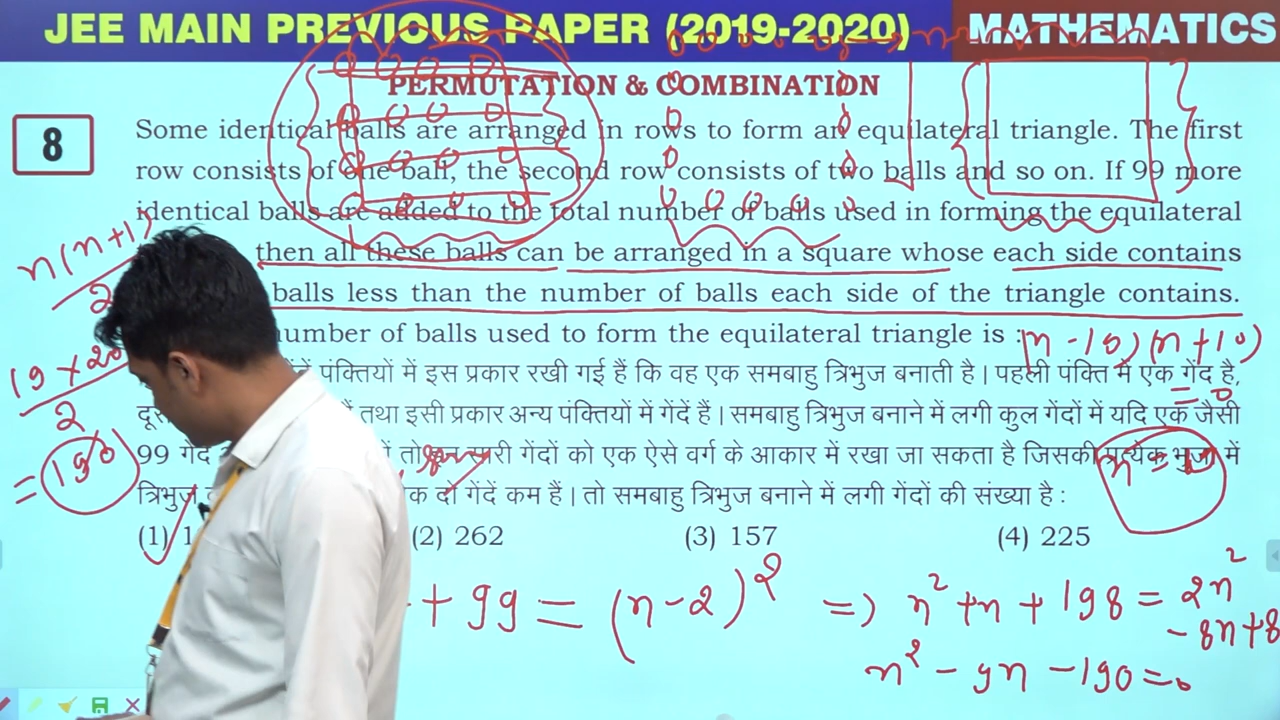 JEE MAIN PREVIOUS PAPER (2019-2020) MATHEMATICS
PERMUTATION & COMBINATION
8
Some identical balls are arranged in rows to form an equilateral triangle. The first
row consists of one ball, the second row consists of two balls and so on. If 99 more
identical balls are added to the total number of balls used in forming the equilateral
then all these balls can be arranged in a square whose each side contains
balls less than the number of balls each side of the triangle contains.
number of balls used to form the equilateral triangle is :
पंक्तियों में इस प्रकार रखी गई हैं कि वह एक समबाहु त्रिभुज बनाती है। पहली पंक्ति में एक गेंद है,
हैं तथा इसी प्रकार अन्य पंक्तियों में गेंदें हैं। समबाहु त्रिभुज बनाने में लगी कुल गेंदों में यदि एक जैसी
99 गेंद तो इन सारी गेंदों को एक ऐसे वर्ग के आकार में रखा जा सकता है जिसकी प्रत्येक भुजा में
त्रिभुज दो गेंदें कम हैं। तो समबाहु त्रिभुज बनाने में लगी गेंदों की संख्या है :
(1) 1 (2) 262 (3) 157 (4) 225
n(n+1)
2
19 × 20
2
= 190
(n-10)(n+10)
= 0
+ 99 = (n-2)² => n² + n + 198 = 2n²
- 8n + 8
n² - 9n - 190 = 0